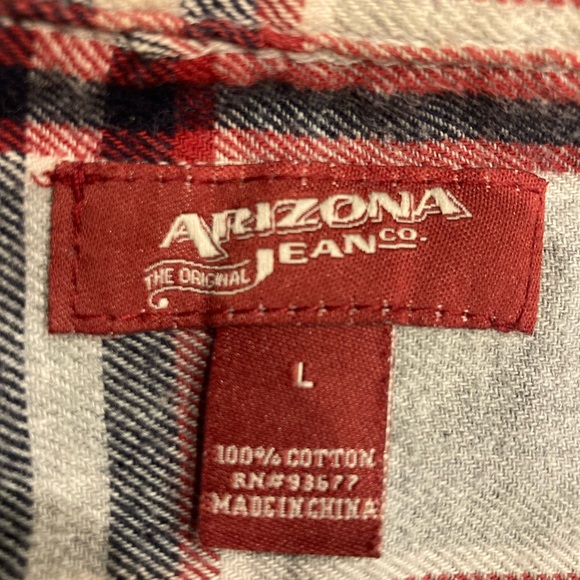 ARIZONA
JEAN CO.
THE ORIGINAL
L
100% COTTON
RN#93677
MADE IN CHINA